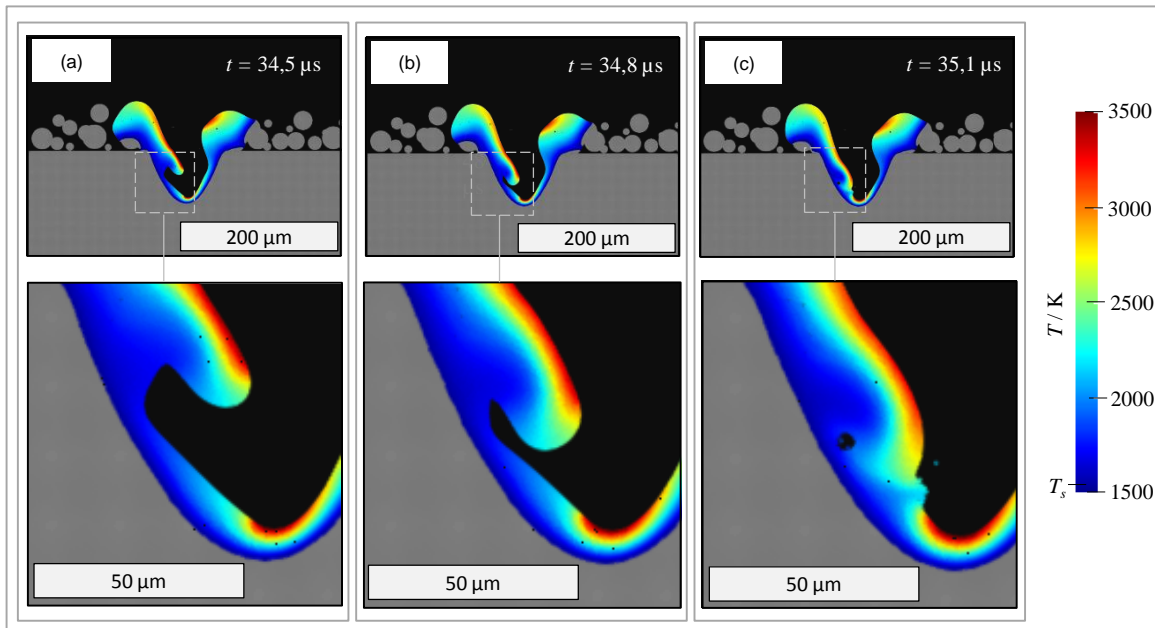 (a)
t = 34,5 µs
200 µm
50 µm
(b)
t = 34,8 µs
200 µm
50 µm
(c)
t = 35,1 µs
200 µm
50 µm
3500
3000
2500
2000
1500
T / K
Ts